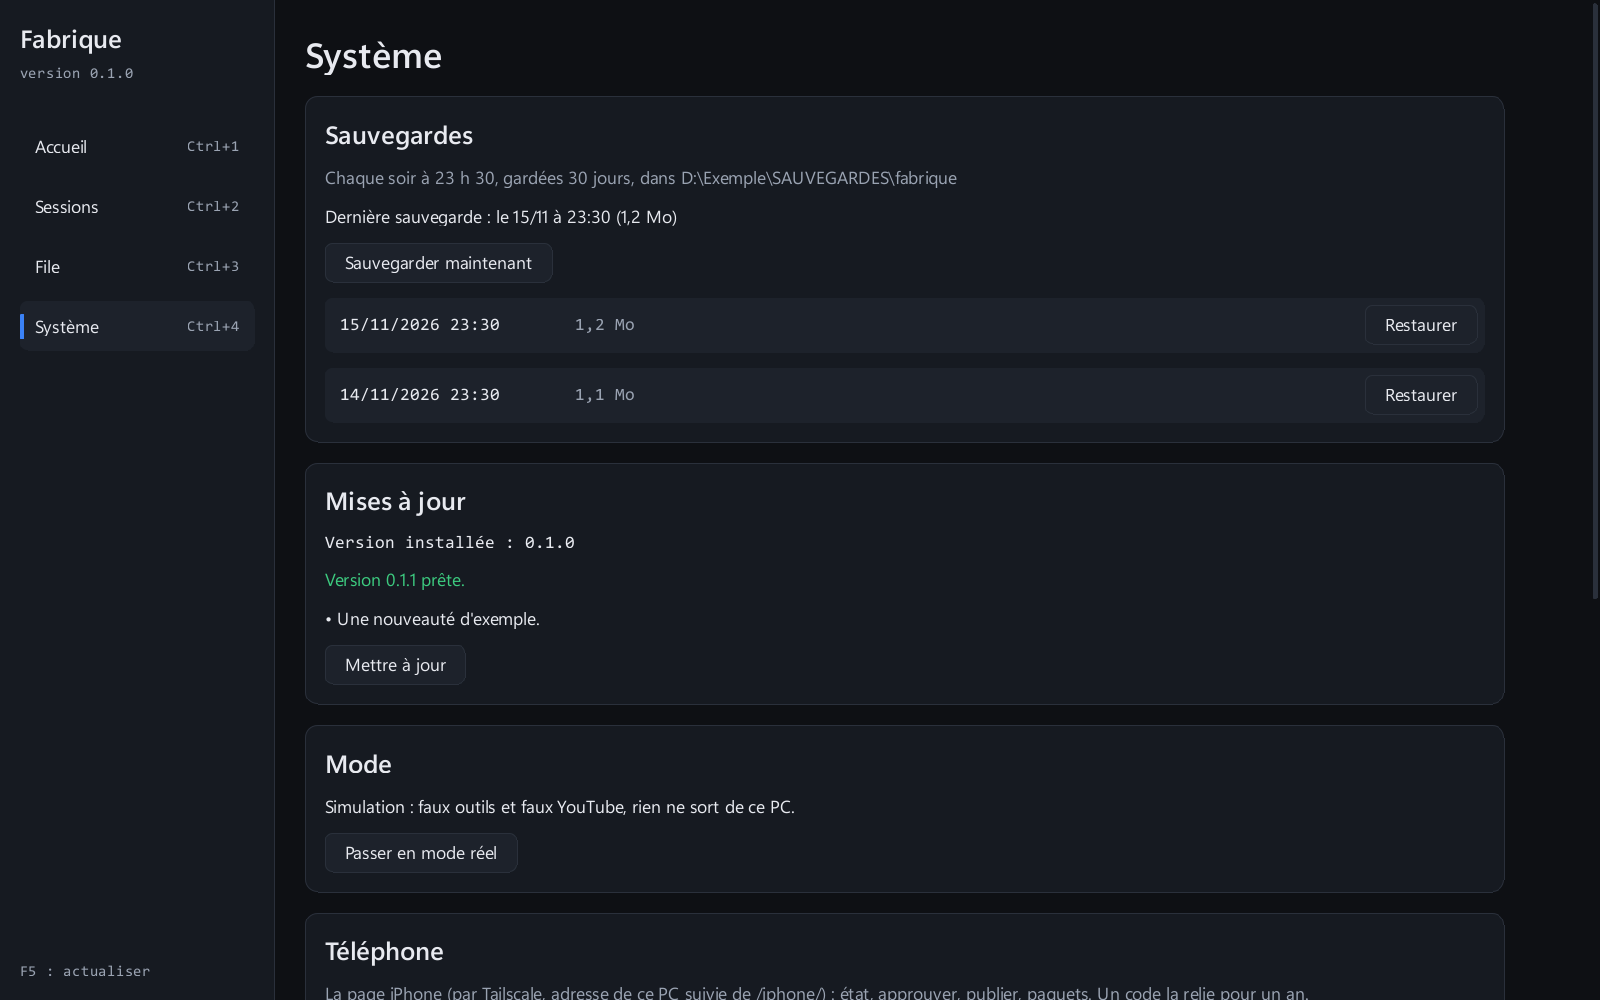 Fabrique
version 0.1.0
Accueil Ctrl+1
Sessions Ctrl+2
File Ctrl+3
Système Ctrl+4
F5 : actualiser
Système
Sauvegardes
Chaque soir à 23 h 30, gardées 30 jours, dans D:\Exemple\SAUVEGARDES\fabrique
Dernière sauvegarde : le 15/11 à 23:30 (1,2 Mo)
Sauvegarder maintenant
15/11/2026 23:30 1,2 Mo Restaurer
14/11/2026 23:30 1,1 Mo Restaurer
Mises à jour
Version installée : 0.1.0
Version 0.1.1 prête.
• Une nouveauté d'exemple.
Mettre à jour
Mode
Simulation : faux outils et faux YouTube, rien ne sort de ce PC.
Passer en mode réel
Téléphone
La page iPhone (par Tailscale, adresse de ce PC suivie de /iphone/) : état, approuver, publier, paquets. Un code la relie pour un an.